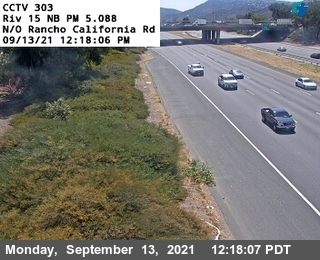 CCTV 303
Riv 15 NB PM 5.088
N/O Rancho California Rd
09/13/21 12:18:06 PM
Monday, September 13, 2021 12:18:07 PDT